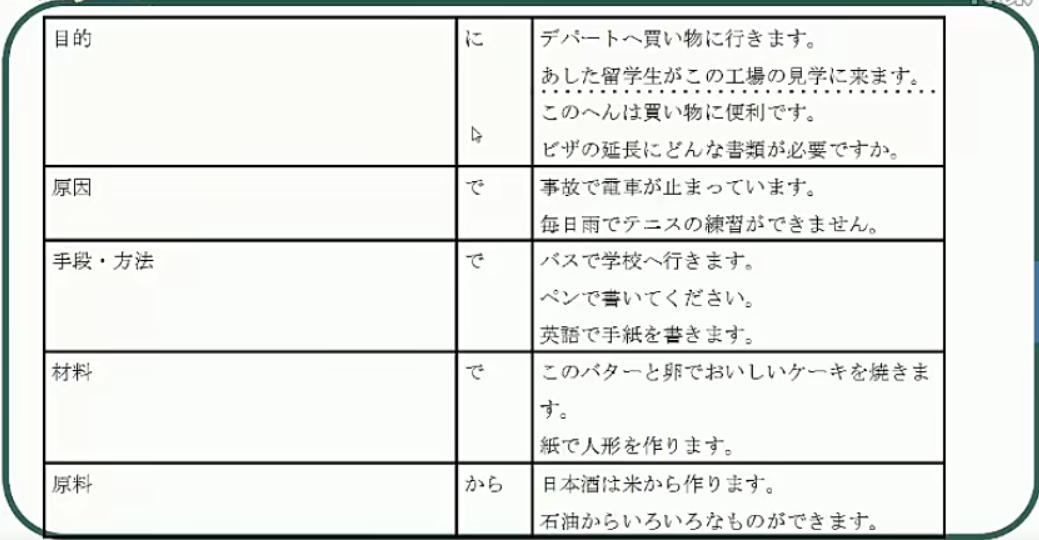 目的 に デパートへ買い物に行きます。
あした留学生がこの工場の見学に来ます。
このへんは買い物に便利です。
ビザの延長にどんな書類が必要ですか。
原因 で 事故で電車が止まっています。
毎日雨でテニスの練習ができません。
手段・方法 で バスで学校へ行きます。
ペンで書いてください。
英語で手紙を書きます。
材料 で このバターと卵でおいしいケーキを焼きま
す。
紙で人形を作ります。
原料 から 日本酒は米から作ります。
石油からいろいろなものができます。